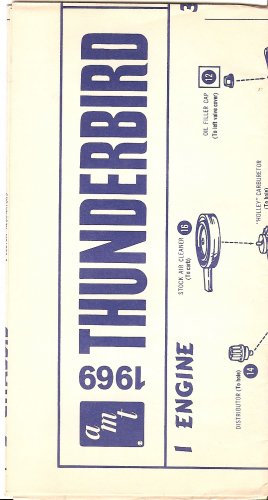 amt
®
1969 THUNDERBIRD
1 ENGINE
12
OIL FILLER CAP
(To left valve cover)
16
STOCK AIR CLEANER
(To carb)
"HOLLEY" CARBURETOR
14
DISTRIBUTOR (To hole)